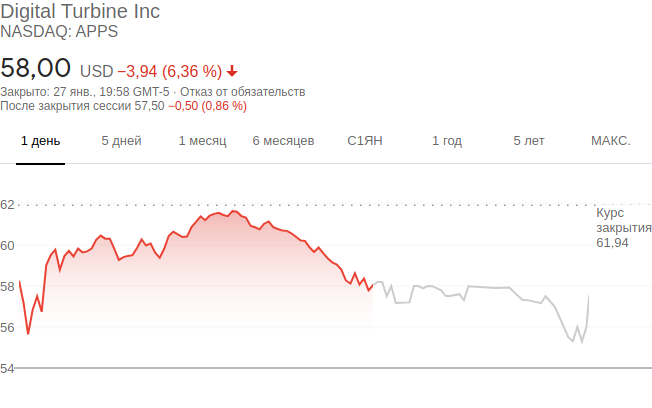 Digital Turbine Inc
NASDAQ: APPS
58,00 USD −3,94 (6,36 %)
Закрыто: 27 янв., 19:58 GMT-5 · Отказ от обязательств
После закрытия сессии 57,50 −0,50 (0,86 %)
1 день 5 дней 1 месяц 6 месяцев С1ЯН 1 год 5 лет МАКС.
62
Курс
закрытия
61,94
60
58
56
54